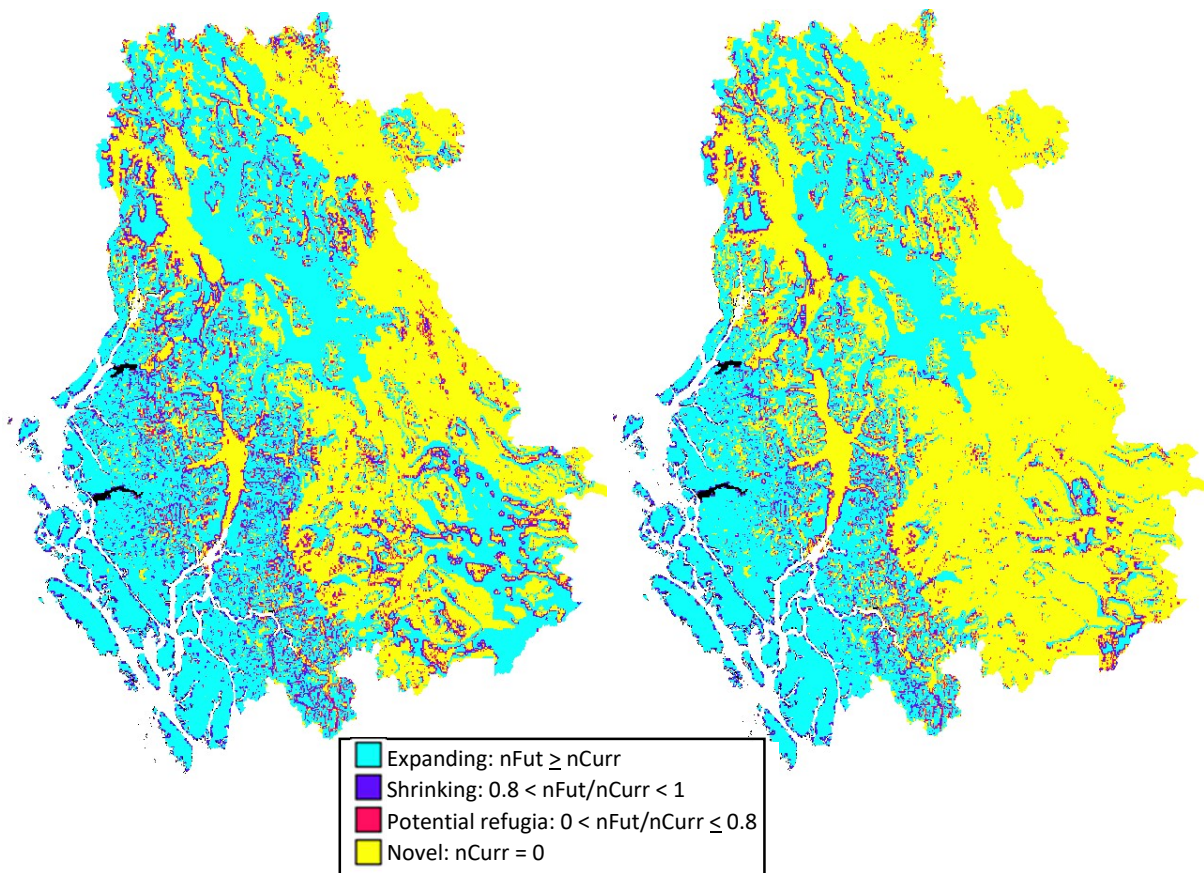 Expanding: nFut ≥ nCurr
Shrinking: 0.8 < nFut/nCurr < 1
Potential refugia: 0 < nFut/nCurr ≤ 0.8
Novel: nCurr = 0